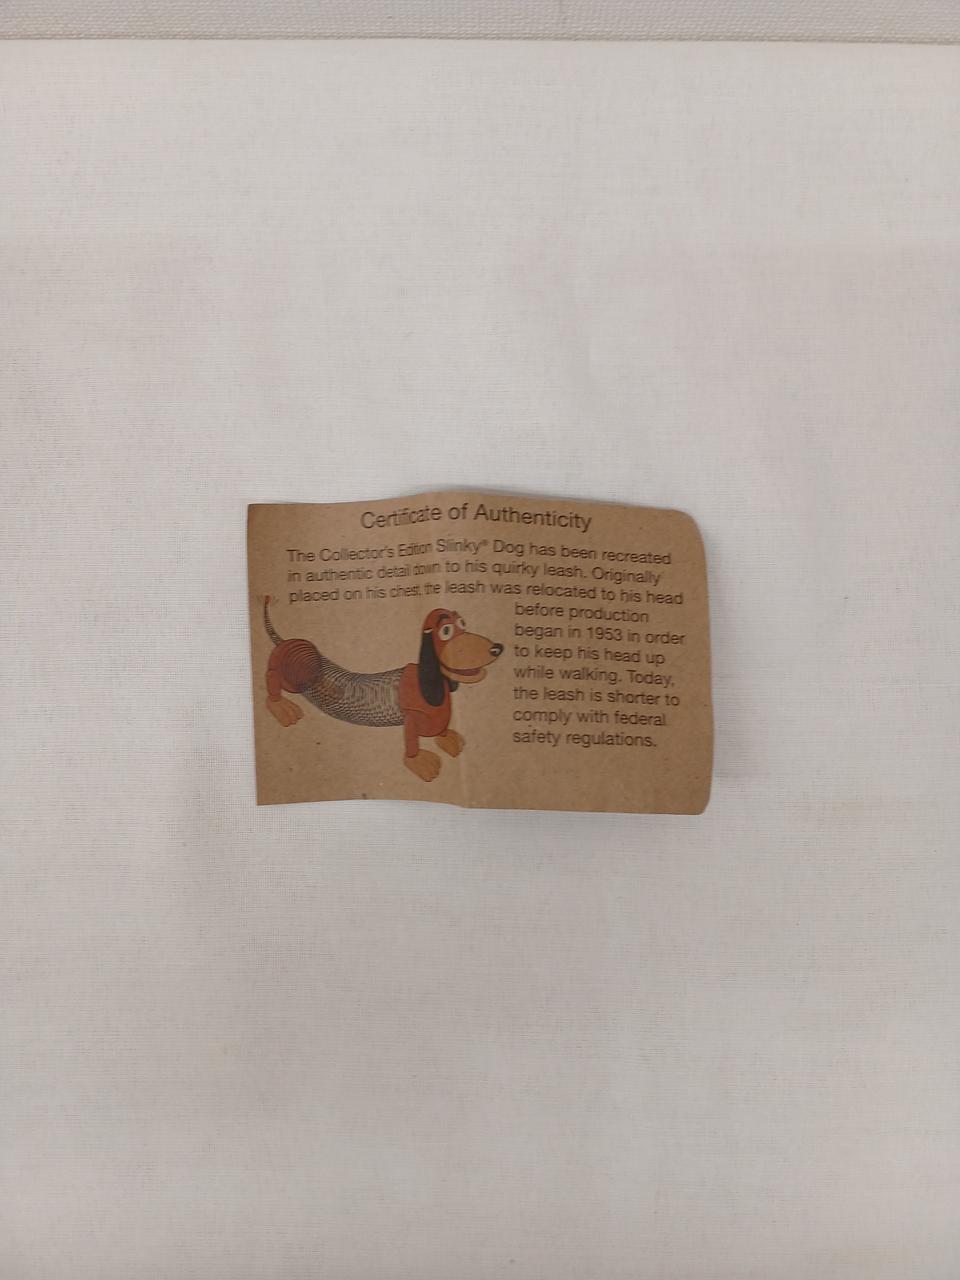 Certificate of Authenticity
The Collector's Edition Slinky® Dog has been recreated
in authentic detail down to his quirky leash. Originally
placed on his chest, the leash was relocated to his head
before production
began in 1953 in order
to keep his head up
while walking. Today,
the leash is shorter to
comply with federal
safety regulations.